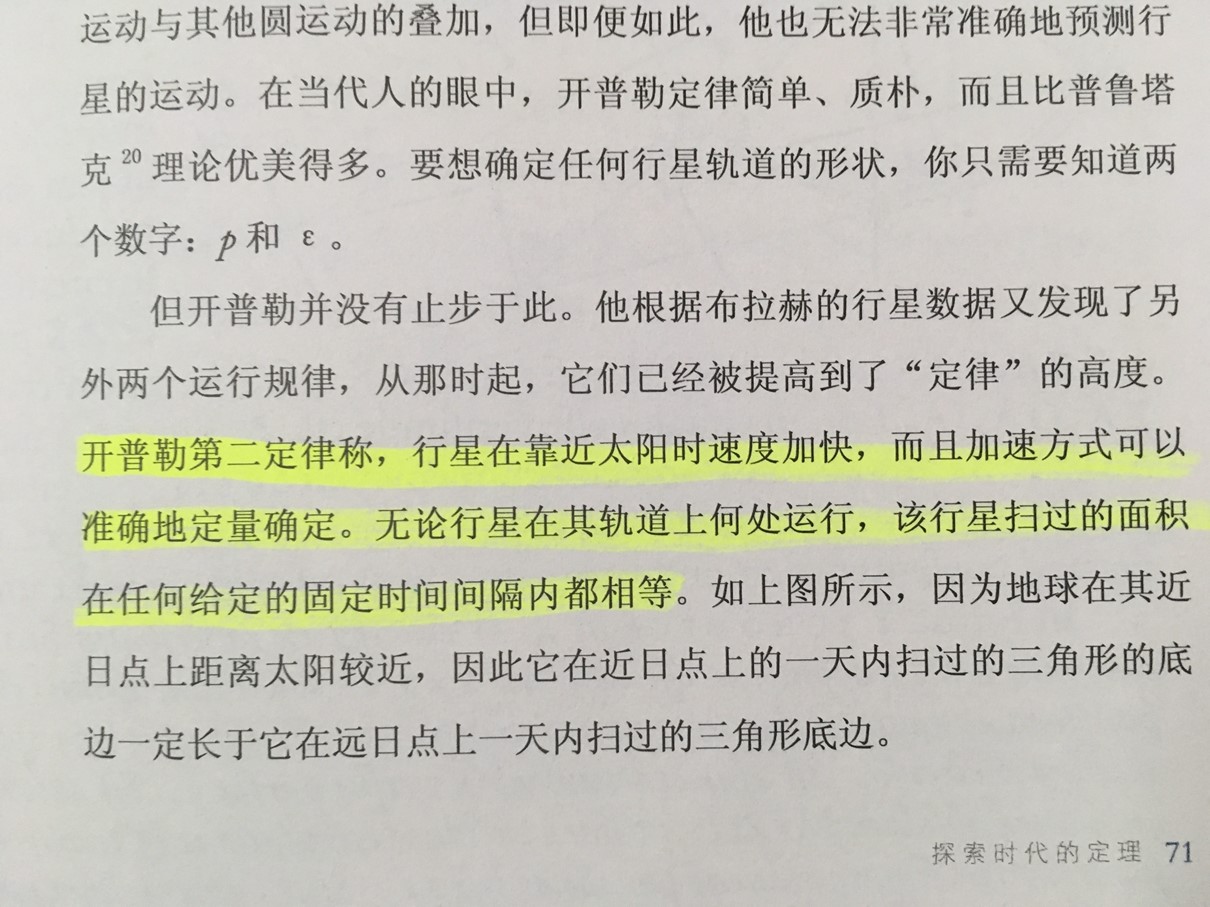 运动与其他圆运动的叠加，但即便如此，他也无法非常准确地预测行
星的运动。在当代人的眼中，开普勒定律简单、质朴，而且比普鲁塔
克20理论优美得多。要想确定任何行星轨道的形状，你只需要知道两
个数字：p和 ε 。
但开普勒并没有止步于此。他根据布拉赫的行星数据又发现了另
外两个运行规律，从那时起，它们已经被提高到了“定律”的高度。
开普勒第二定律称，行星在靠近太阳时速度加快，而且加速方式可以
准确地定量确定。无论行星在其轨道上何处运行，该行星扫过的面积
在任何给定的固定时间间隔内都相等。如上图所示，因为地球在其近
日点上距离太阳较近，因此它在近日点上的一天内扫过的三角形的底
边一定长于它在远日点上一天内扫过的三角形底边。
探索时代的定理 71